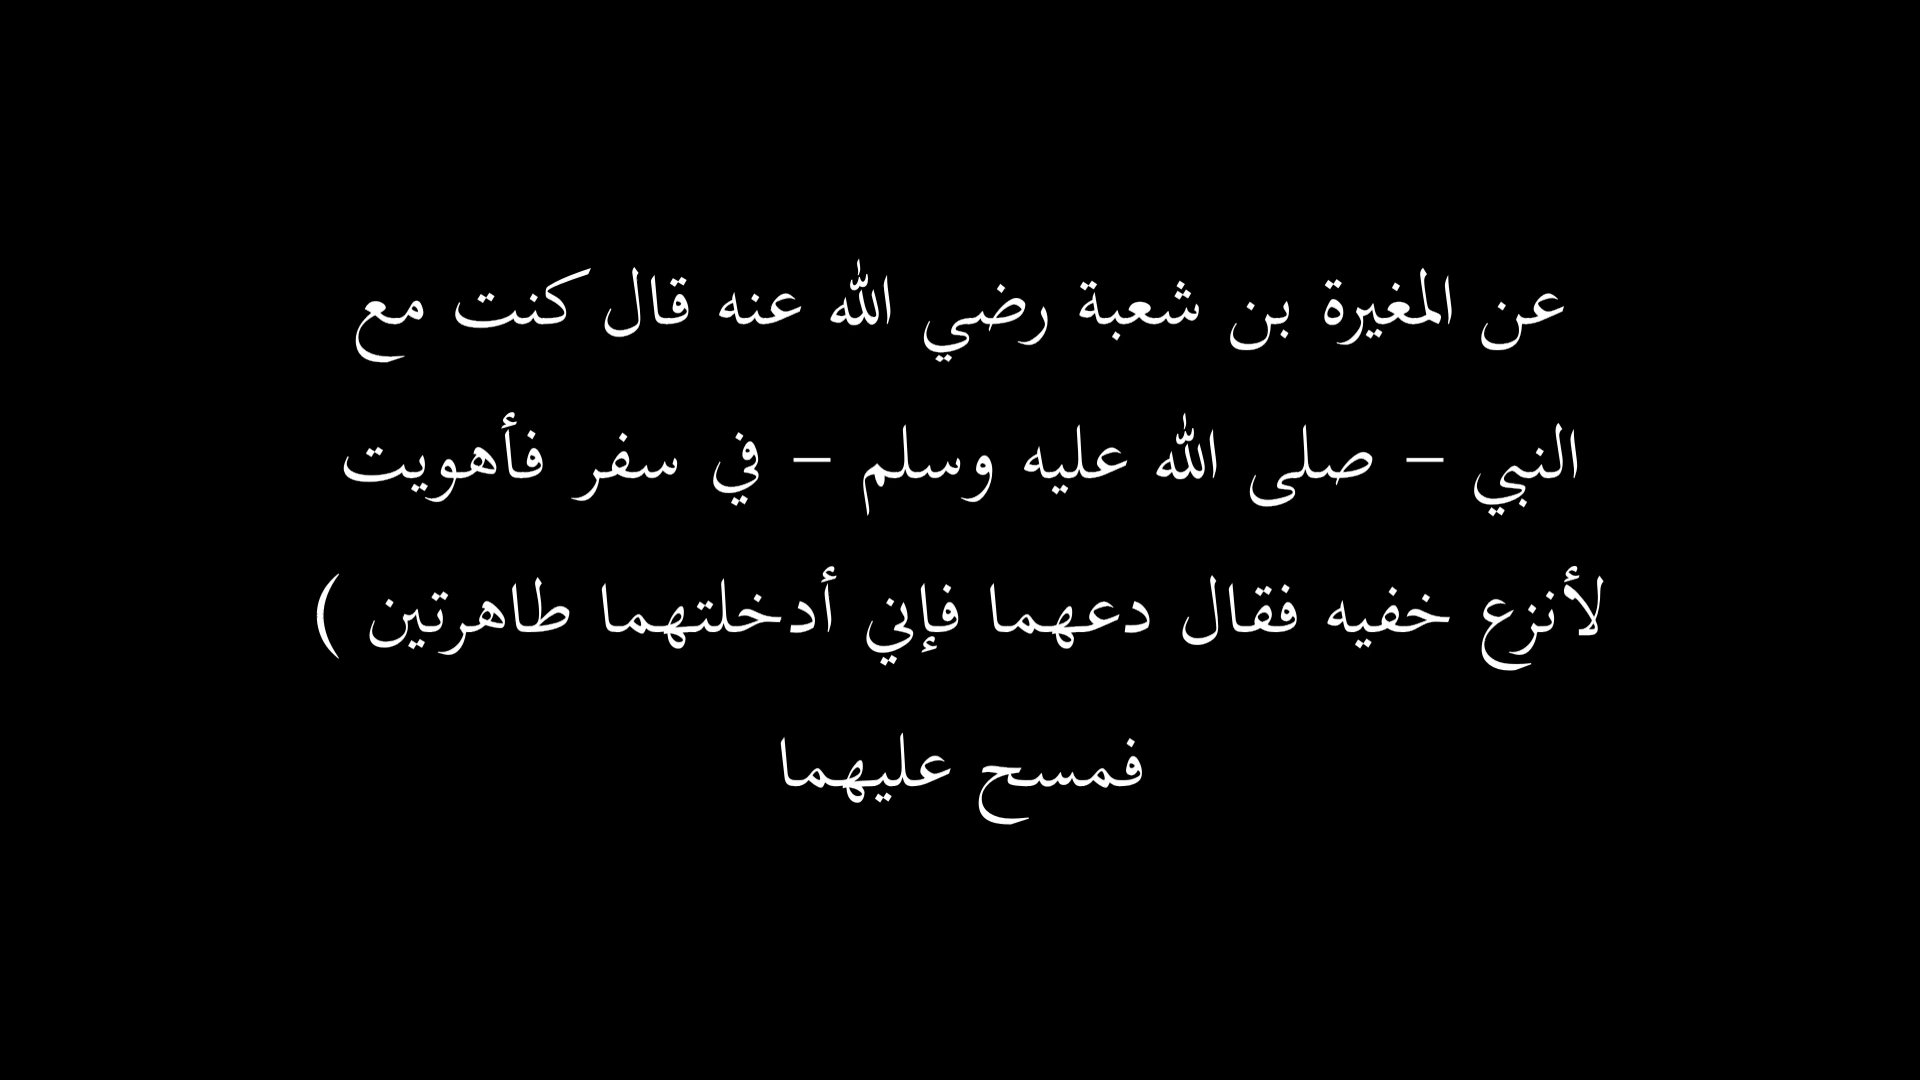 عن المغيرة بن شعبة رضي الله عنه قال كنت مع
النبي – صلى الله عليه وسلم – في سفر فأهويت
لأنزع خفيه فقال دعهما فإني أدخلتهما طاهرتين )
فمسح عليهما